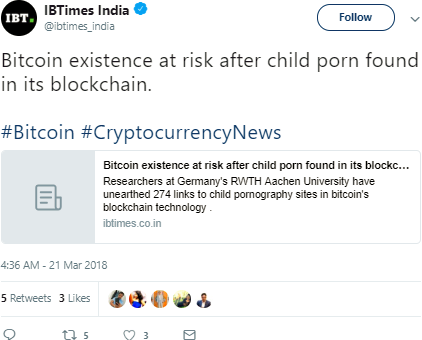 IBT.
IBTimes India
@ibtimes_india
Follow
Bitcoin existence at risk after child porn found
in its blockchain.
#Bitcoin #CryptocurrencyNews
Bitcoin existence at risk after child porn found in its blockc...
Researchers at Germany's RWTH Aachen University have
unearthed 274 links to child pornography sites in bitcoin's
blockchain technology .
ibtimes.co.in
4:36 AM - 21 Mar 2018
5 Retweets 3 Likes
5 3